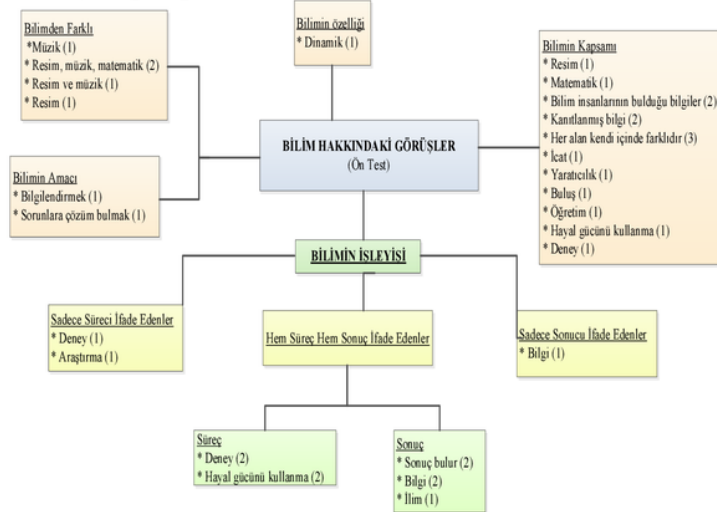 Bilimden Farklı
*Müzik (1)
* Resim, müzik, matematik (2)
* Resim ve müzik (1)
* Resim (1)
Bilimin özelliği
* Dinamik (1)
Bilimin Kapsamı
* Resim (1)
* Matematik (1)
* Bilim insanlarının bulduğu bilgiler (2)
* Kanıtlanmış bilgi (2)
* Her alan kendi içinde farklıdır (3)
* İcat (1)
* Yaratıcılık (1)
* Buluş (1)
* Öğretim (1)
* Hayal gücünü kullanma (1)
* Deney (1)
BİLİM HAKKINDAKİ GÖRÜŞLER
(Ön Test)
Bilimin Amacı
* Bilgilendirmek (1)
* Sorunlara çözüm bulmak (1)
BİLİMİN İŞLEYİŞİ
Sadece Süreci İfade Edenler
* Deney (1)
* Araştırma (1)
Hem Süreç Hem Sonuç İfade Edenler
Sadece Sonucu İfade Edenler
* Bilgi (1)
Süreç
* Deney (2)
* Hayal gücünü kullanma (2)
Sonuç
* Sonuç bulur (2)
* Bilgi (2)
* İlim (1)